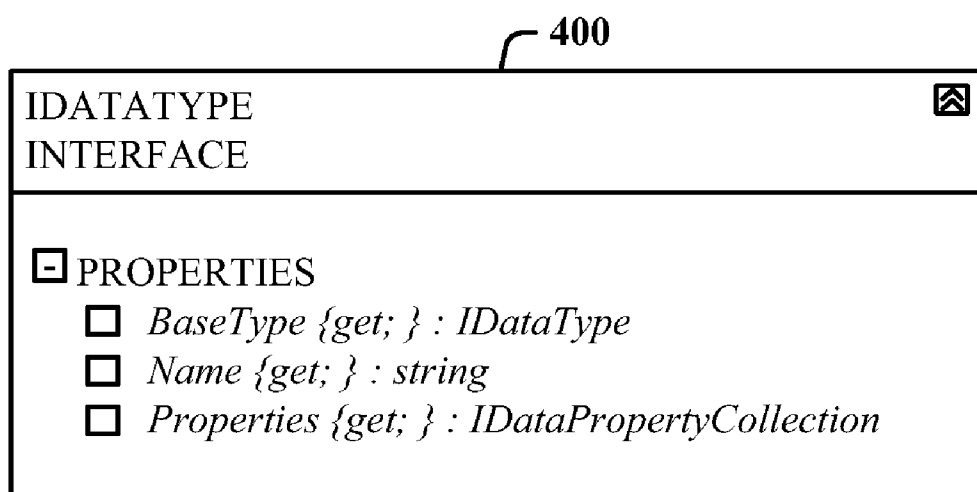 400
IDATATYPE
INTERFACE
- PROPERTIES
BaseType {get; } : IDataType
Name {get; } : string
Properties {get; } : IDataPropertyCollection